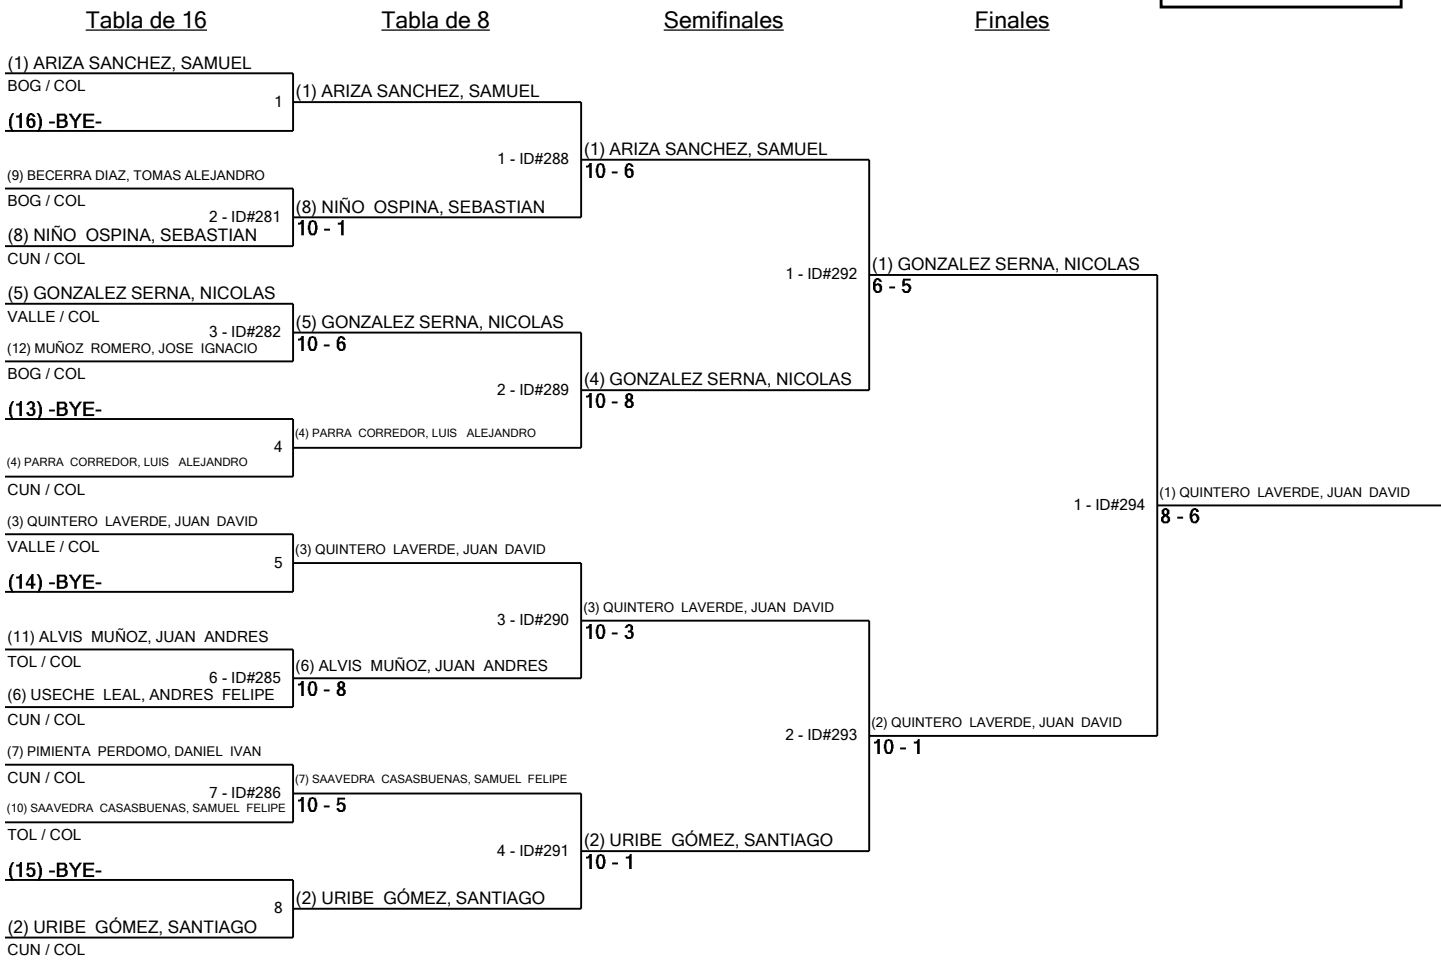 Tabla de 16
Tabla de 8
Semifinales
Finales
(1) ARIZA SANCHEZ, SAMUEL
BOG / COL
1
(16) -BYE-
(9) BECERRA DIAZ, TOMAS ALEJANDRO
BOG / COL
2 - ID#281
(8) NIÑO OSPINA, SEBASTIAN
CUN / COL
(5) GONZALEZ SERNA, NICOLAS
VALLE / COL
3 - ID#282
(12) MUÑOZ ROMERO, JOSE IGNACIO
BOG / COL
(13) -BYE-
4
(4) PARRA CORREDOR, LUIS ALEJANDRO
CUN / COL
(3) QUINTERO LAVERDE, JUAN DAVID
VALLE / COL
5
(14) -BYE-
(11) ALVIS MUÑOZ, JUAN ANDRES
TOL / COL
6 - ID#285
(6) USECHE LEAL, ANDRES FELIPE
CUN / COL
(7) PIMIENTA PERDOMO, DANIEL IVAN
CUN / COL
7 - ID#286
(10) SAAVEDRA CASASBUENAS, SAMUEL FELIPE
TOL / COL
(15) -BYE-
8
(2) URIBE GÓMEZ, SANTIAGO
CUN / COL
(1) ARIZA SANCHEZ, SAMUEL
1 - ID#288
(8) NIÑO OSPINA, SEBASTIAN
10 - 1
(5) GONZALEZ SERNA, NICOLAS
10 - 6
2 - ID#289
(4) PARRA CORREDOR, LUIS ALEJANDRO
(3) QUINTERO LAVERDE, JUAN DAVID
3 - ID#290
(6) ALVIS MUÑOZ, JUAN ANDRES
10 - 8
(7) SAAVEDRA CASASBUENAS, SAMUEL FELIPE
10 - 5
4 - ID#291
(2) URIBE GÓMEZ, SANTIAGO
(1) ARIZA SANCHEZ, SAMUEL
10 - 6
1 - ID#292
(4) GONZALEZ SERNA, NICOLAS
10 - 8
(3) QUINTERO LAVERDE, JUAN DAVID
10 - 3
2 - ID#293
(2) URIBE GÓMEZ, SANTIAGO
10 - 1
(1) GONZALEZ SERNA, NICOLAS
6 - 5
1 - ID#294
(2) QUINTERO LAVERDE, JUAN DAVID
10 - 1
(1) QUINTERO LAVERDE, JUAN DAVID
8 - 6